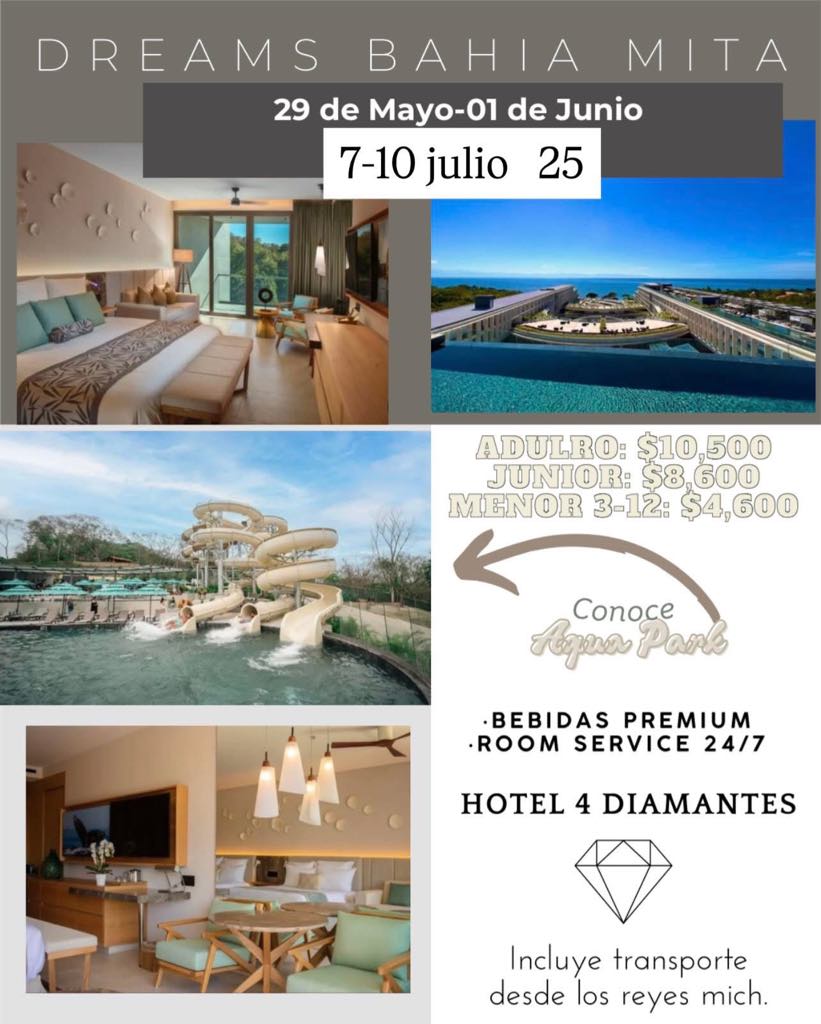 DREAMS BAHIA MITA
29 de Mayo-01 de Junio
7-10 julio 25
ADULRO: $10,500
JUNIOR: $8,600
MENOR 3-12: $4,600
Conoce
Aqua Park
·BEBIDAS PREMIUM
·ROOM SERVICE 24/7
HOTEL 4 DIAMANTES
Incluye transporte
desde los reyes mich.